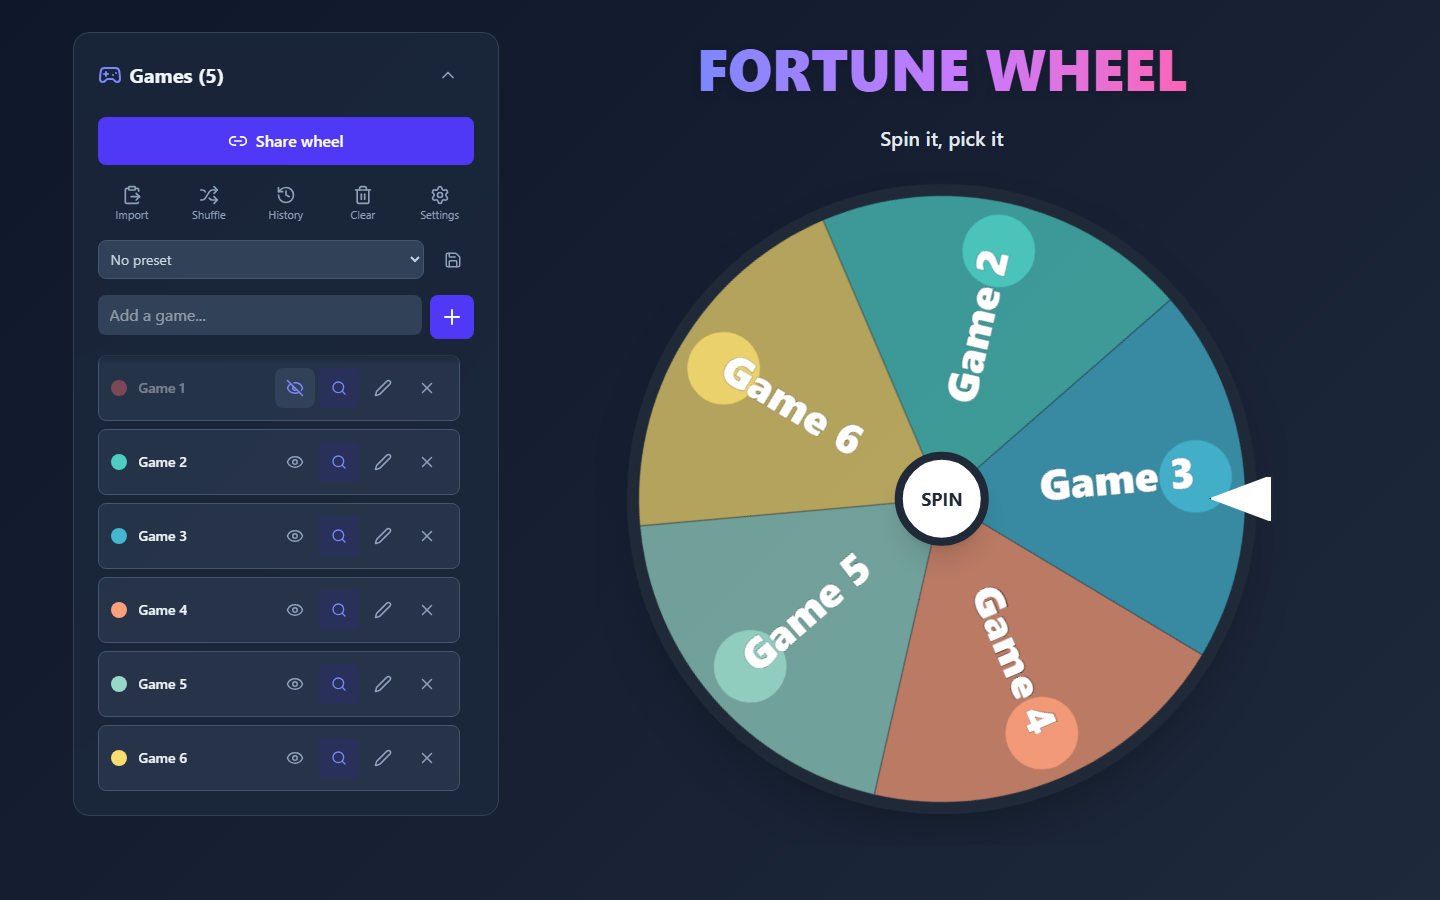 Games (5)
Share wheel
Import
Shuffle
History
Clear
Settings
No preset
Add a game...
Game 1
Game 2
Game 3
Game 4
Game 5
Game 6
FORTUNE WHEEL
Spin it, pick it
Game 2
Game 6
Game 3
SPIN
Game 5
Game 4